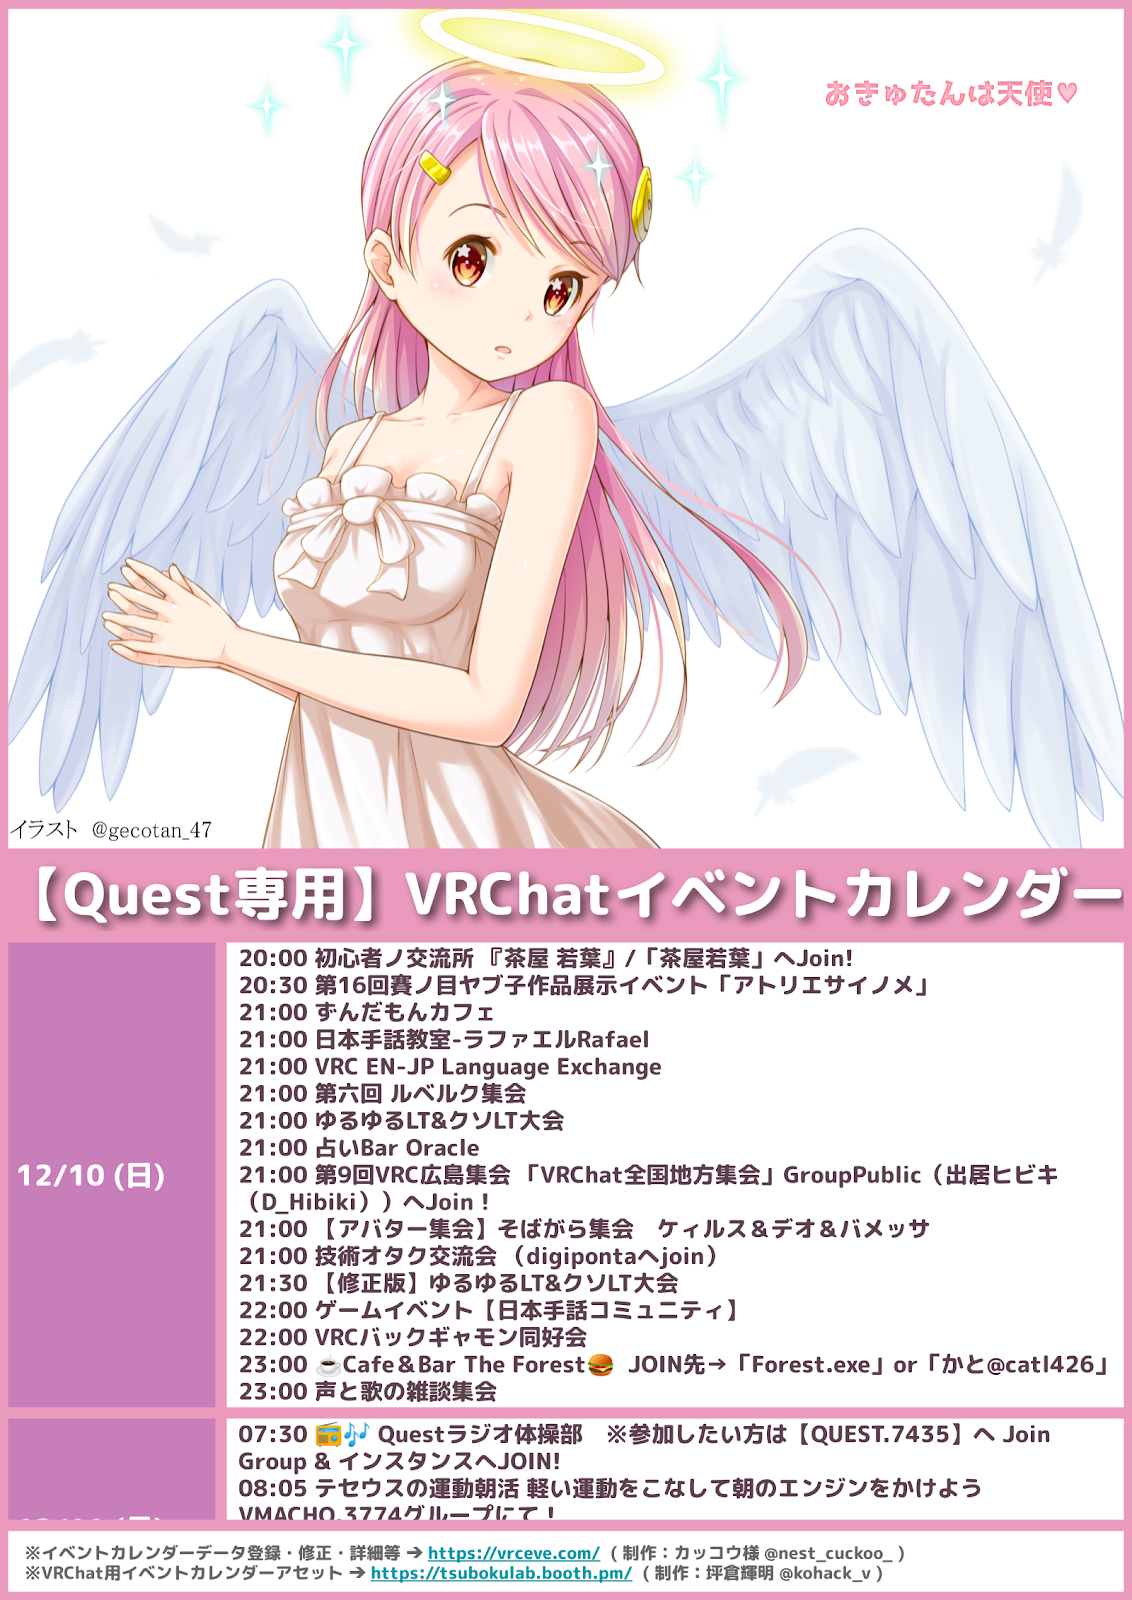 おきゅたんは天使♥
イラスト @gecotan_47
【Quest専用】VRChatイベントカレンダー
12/10 (日)
20:00 初心者ノ交流所 『茶屋 若葉』/「茶屋若葉」へJoin!
20:30 第16回賽ノ目ヤブ子作品展示イベント「アトリエサイノメ」
21:00 ずんだもんカフェ
21:00 日本手話教室-ラファエルRafael
21:00 VRC EN-JP Language Exchange
21:00 第六回 ルベルク集会
21:00 ゆるゆるLT&クソLT大会
21:00 占いBar Oracle
21:00 第9回VRC広島集会 「VRChat全国地方集会」GroupPublic（出居ヒビキ
（D_Hibiki））へJoin！
21:00 【アバター集会】そばがら集会　ケィルス＆デオ＆バメッサ
21:00 技術オタク交流会 （digipontaへjoin）
21:30 【修正版】ゆるゆるLT&クソLT大会
22:00 ゲームイベント【日本手話コミュニティ】
22:00 VRCバックギャモン同好会
23:00 ☕Cafe＆Bar The Forest🍔 JOIN先→「Forest.exe」or「かと@catl426」
23:00 声と歌の雑談集会
07:30 📻🎶 Questラジオ体操部　※参加したい方は【QUEST.7435】へ Join
Group & インスタンスへJOIN!
08:05 テセウスの運動朝活 軽い運動をこなして朝のエンジンをかけよう
VMACHO.3774グループにて！
※イベントカレンダーデータ登録・修正・詳細等 ➔ https://vrceve.com/ ( 制作：カッコウ様 @nest_cuckoo_ )
※VRChat用イベントカレンダーアセット ➔ https://tsubokulab.booth.pm/ ( 制作：坪倉輝明 @kohack_v )